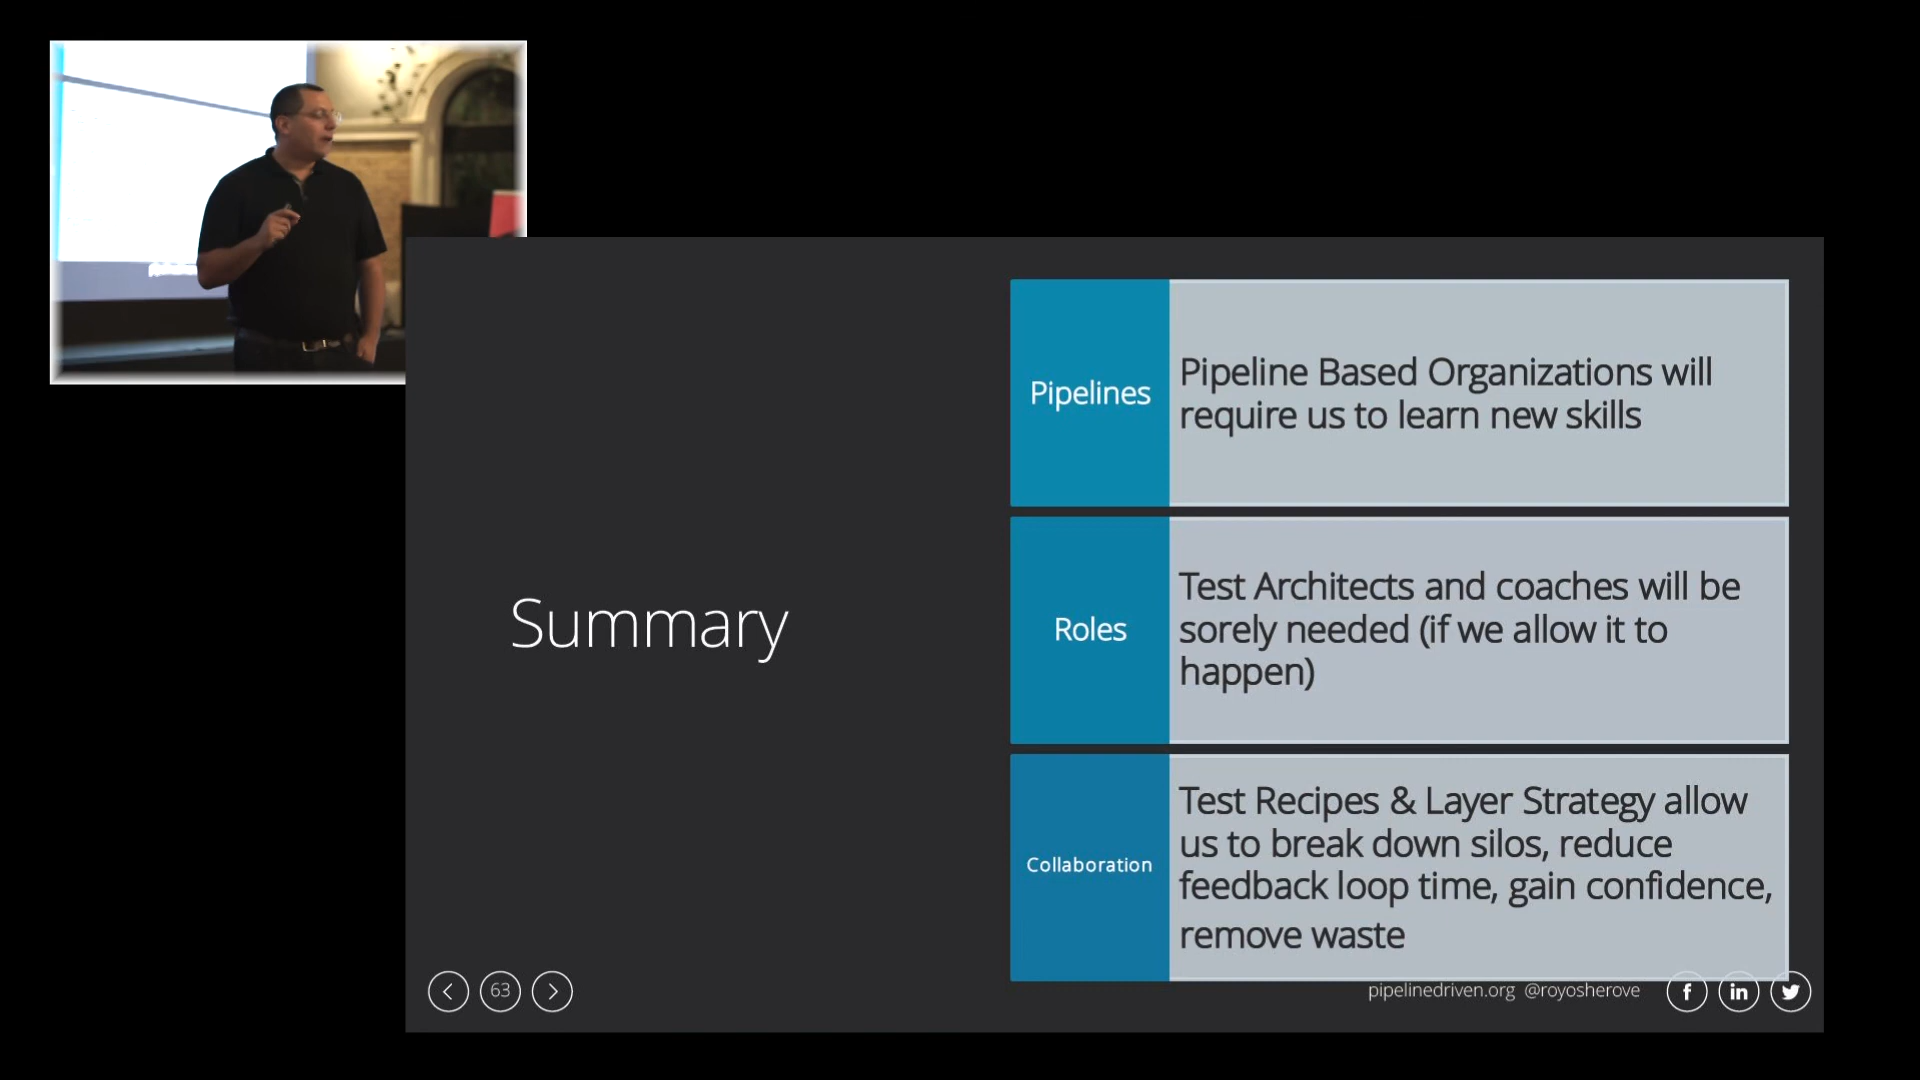 Summary
Pipelines
Pipeline Based Organizations will
require us to learn new skills
Roles
Test Architects and coaches will be
sorely needed (if we allow it to
happen)
Collaboration
Test Recipes & Layer Strategy allow
us to break down silos, reduce
feedback loop time, gain confidence,
remove waste
63
pipelinedriven.org @royosherove
f
in